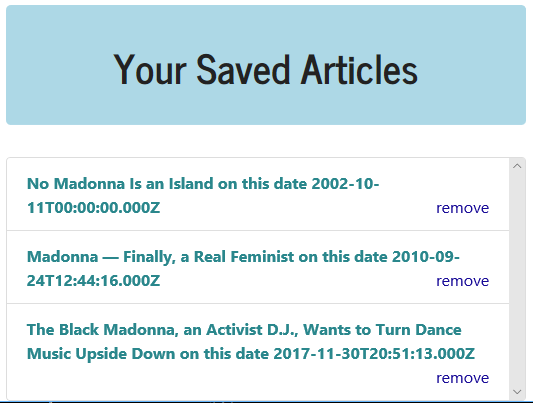 Your Saved Articles
No Madonna Is an Island on this date 2002-10-
11T00:00:00.000Z
remove
Madonna — Finally, a Real Feminist on this date 2010-09-
24T12:44:16.000Z
remove
The Black Madonna, an Activist D.J., Wants to Turn Dance
Music Upside Down on this date 2017-11-30T20:51:13.000Z
remove